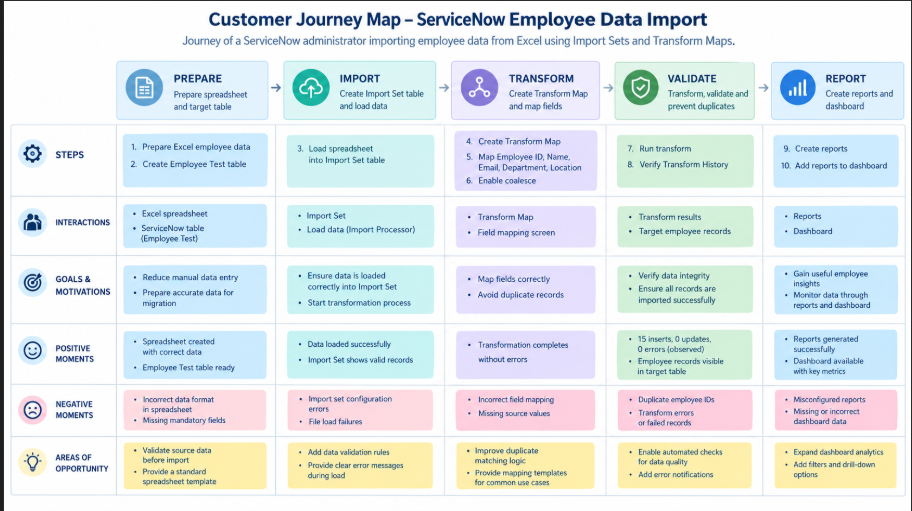 Customer Journey Map – ServiceNow Employee Data Import
Journey of a ServiceNow administrator importing employee data from Excel using Import Sets and Transform Maps.
PREPARE
Prepare spreadsheet
and target table
IMPORT
Create Import Set table
and load data
TRANSFORM
Create Transform Map
and map fields
VALIDATE
Transform, validate and
prevent duplicates
REPORT
Create reports and
dashboard
STEPS
1. Prepare Excel employee data
2. Create Employee Test table
3. Load spreadsheet
into Import Set table
4. Create Transform Map
5. Map Employee ID, Name,
Email, Department, Location
6. Enable coalesce
7. Run transform
8. Verify Transform History
9. Create reports
10. Add reports to dashboard
INTERACTIONS
• Excel spreadsheet
• ServiceNow table
(Employee Test)
• Import Set
• Load data (Import Processor)
• Transform Map
• Field mapping screen
• Transform results
• Target employee records
• Reports
• Dashboard
GOALS &
MOTIVATIONS
• Reduce manual data entry
• Prepare accurate data for
migration
• Ensure data is loaded
correctly into Import Set
• Start transformation process
• Map fields correctly
• Avoid duplicate records
• Verify data integrity
• Ensure all records are
imported successfully
• Gain useful employee
insights
• Monitor data through
reports and dashboard
POSITIVE
MOMENTS
• Spreadsheet created
with correct data
• Employee Test table ready
• Data loaded successfully
• Import Set shows valid records
• Transformation completes
without errors
• 15 inserts, 0 updates,
0 errors (observed)
• Employee records visible
in target table
• Reports generated
successfully
• Dashboard available
with key metrics
NEGATIVE
MOMENTS
• Incorrect data format
in spreadsheet
• Missing mandatory fields
• Import set configuration
errors
• File load failures
• Incorrect field mapping
• Missing source values
• Duplicate employee IDs
• Transform errors
or failed records
• Misconfigured reports
• Missing or incorrect
dashboard data
AREAS OF
OPPORTUNITY
• Validate source data
before import
• Provide a standard
spreadsheet template
• Add data validation rules
• Provide clear error messages
during load
• Improve duplicate
matching logic
• Provide mapping templates
for common use cases
• Enable automated checks
for data quality
• Add error notifications
• Expand dashboard analytics
• Add filters and drill-down
options